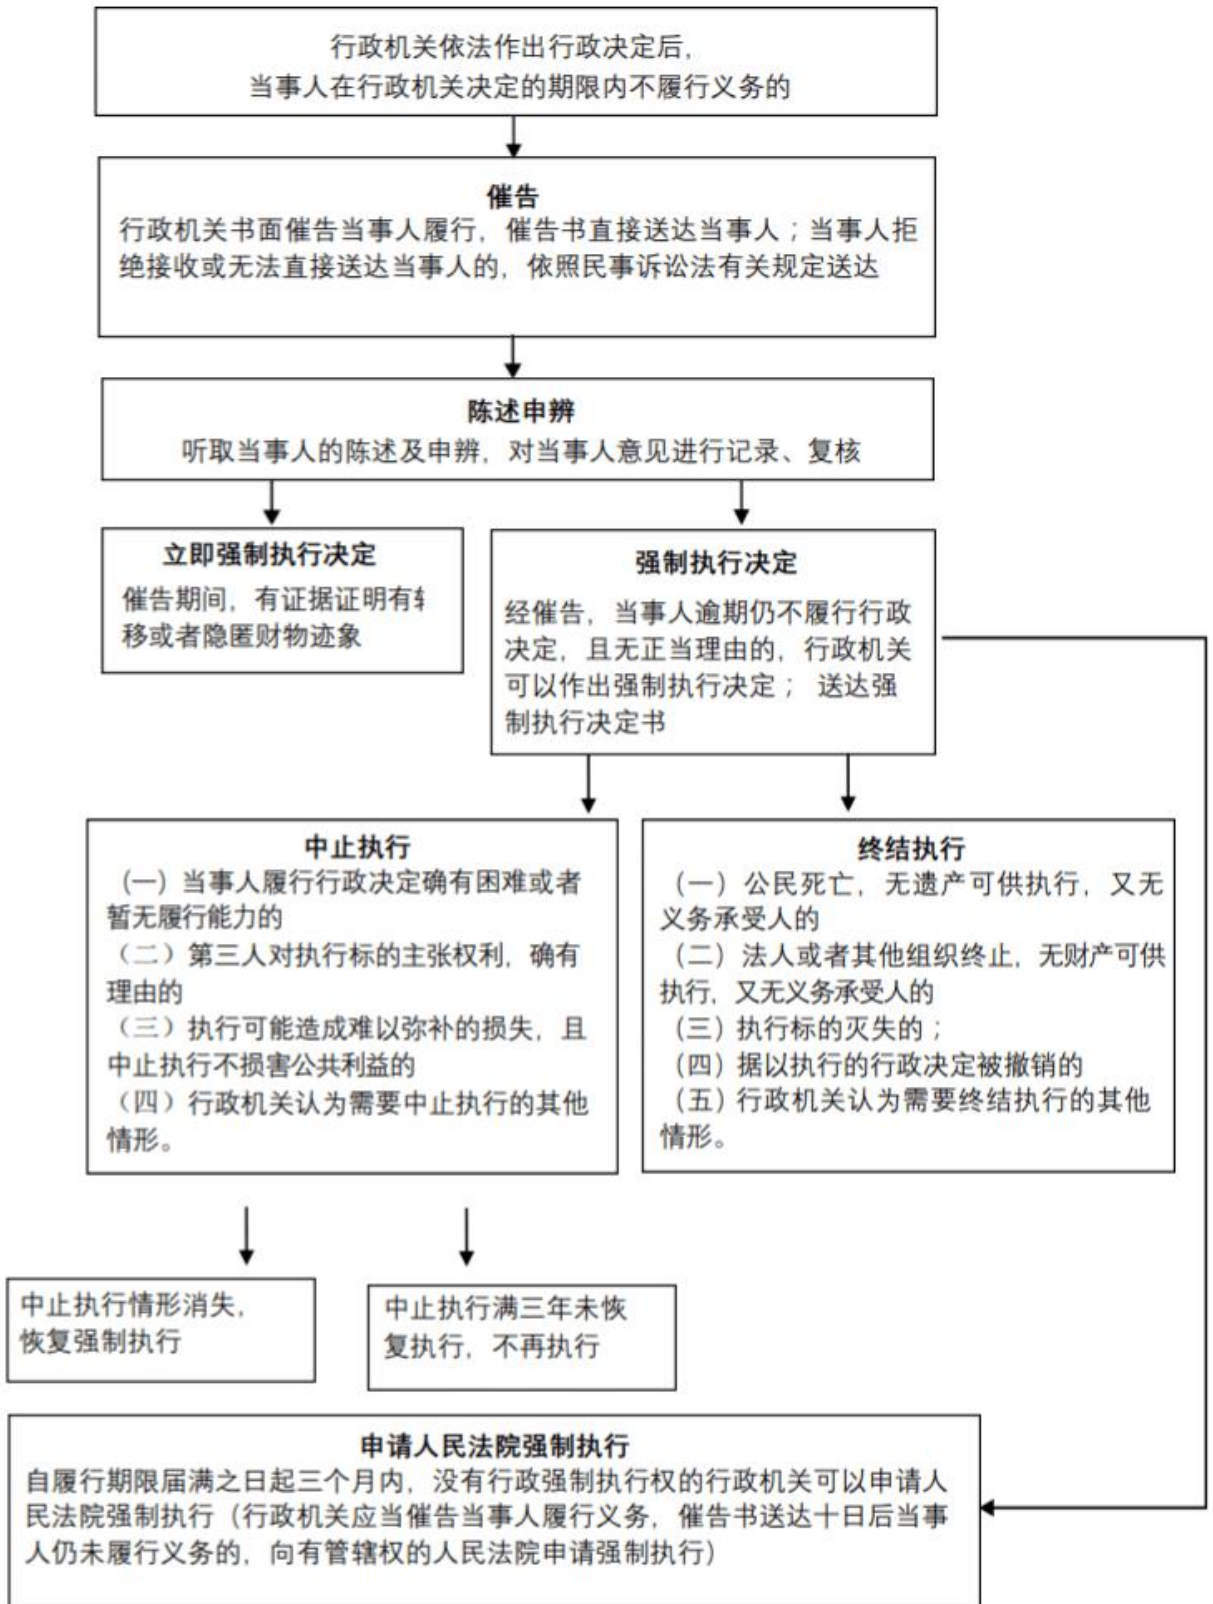 行政机关依法作出行政决定后，
当事人在行政机关决定的期限内不履行义务的
催告
行政机关书面催告当事人履行，催告书直接送达当事人；当事人拒
绝接收或无法直接送达当事人的，依照民事诉讼法有关规定送达
陈述申辨
听取当事人的陈述及申辨，对当事人意见进行记录、复核
立即强制执行决定
催告期间，有证据证明有
移或者隐匿财物迹象
强制执行决定
经催告，当事人逾期仍不履行行政
决定，且无正当理由的，行政机关
可以作出强制执行决定； 送达强
制执行决定书
中止执行
（一）当事人履行行政决定确有困难或者
暂无履行能力的
（二）第三人对执行标的主张权利，确有
理由的
（三）执行可能造成难以弥补的损失，且
中止执行不损害公共利益的
（四）行政机关认为需要中止执行的其他
情形。
终结执行
（一）公民死亡，无遗产可供执行，又无
义务承受人的
（二）法人或者其他组织终止，无财产可供
执行，又无义务承受人的
（三）执行标的灭失的；
（四）据以执行的行政决定被撤销的
（五）行政机关认为需要终结执行的其他
情形。
中止执行情形消失，
恢复强制执行
中止执行满三年未恢
复执行，不再执行
申请人民法院强制执行
自履行期限届满之日起三个月内，没有行政强制执行权的行政机关可以申请人
民法院强制执行（行政机关应当催告当事人履行义务，催告书送达十日后当事
人仍未履行义务的，向有管辖权的人民法院申请强制执行）